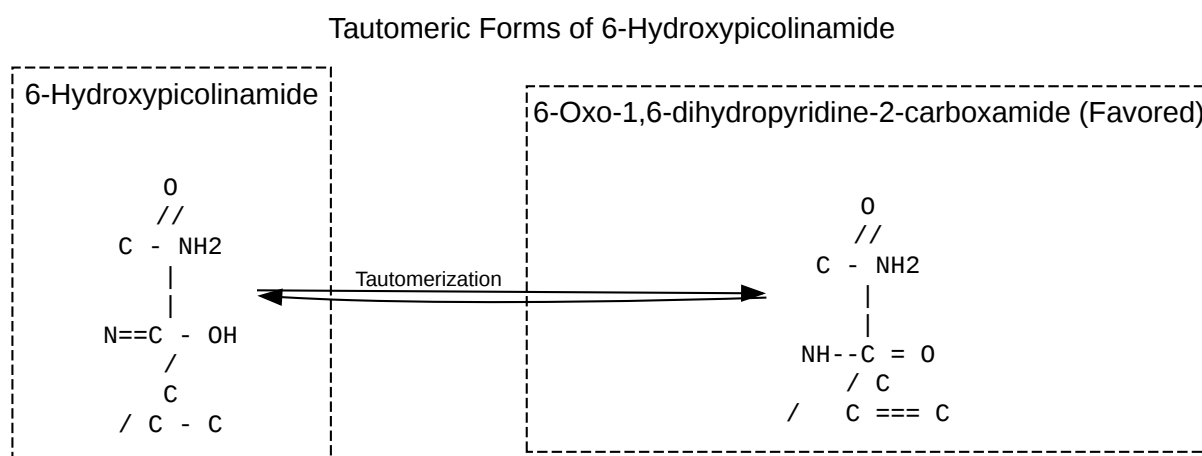 Tautomeric Forms of 6-Hydroxypicolinamide
6-Hydroxypicolinamide
O
//
C - NH2
|
|
N==C - OH
/
C
/ C - C
Tautomerization
6-Oxo-1,6-dihydropyridine-2-carboxamide (Favored)
O
//
C - NH2
|
|
NH--C = O
/ C
/   C === C